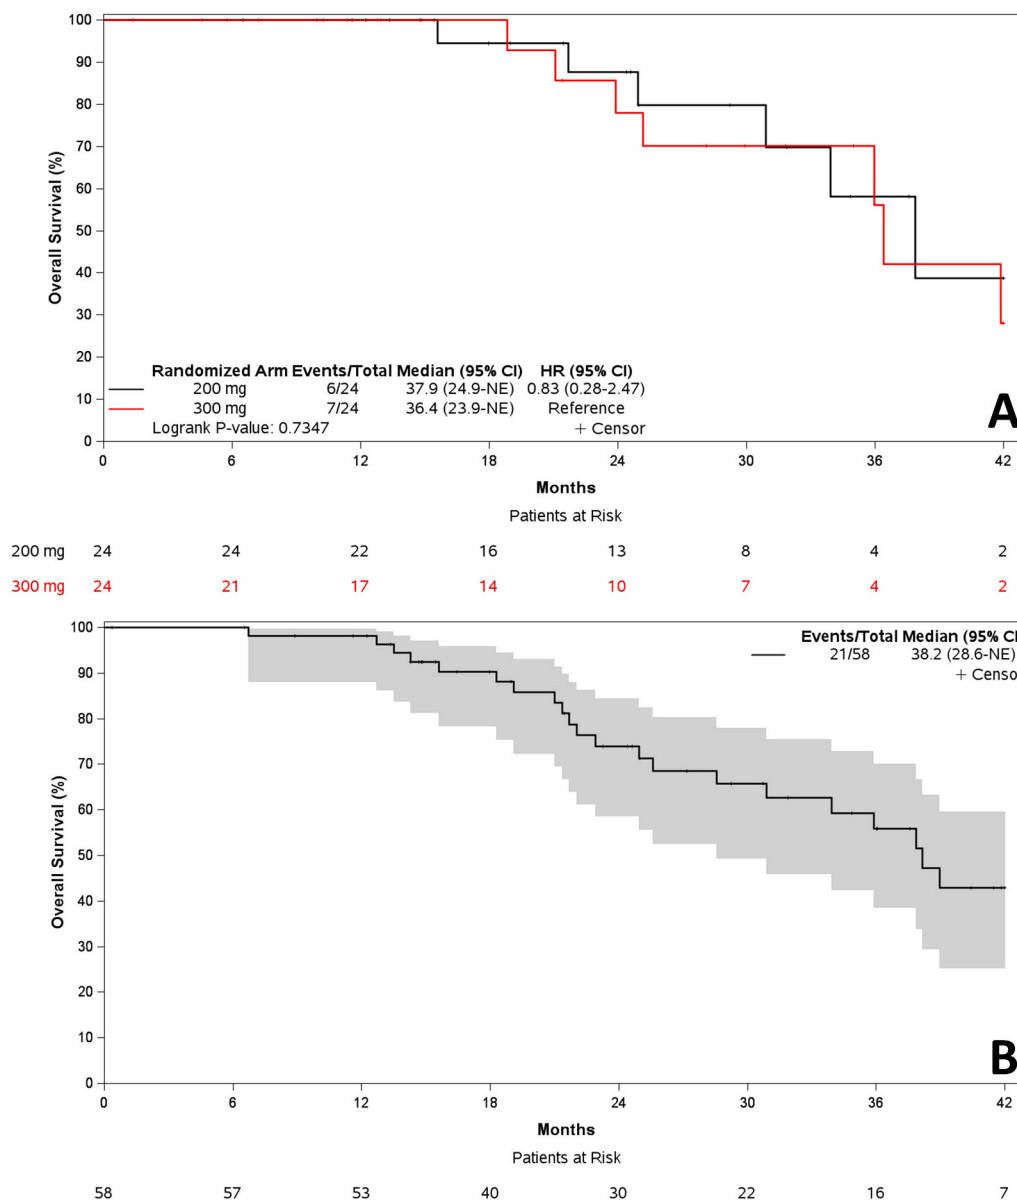 100
90
80
70
60
50
40
30
20
10
0
Overall Survival (%)
Randomized Arm Events/Total Median (95% CI) HR (95% CI)
200 mg 6/24 37.9 (24.9-NE) 0.83 (0.28-2.47)
300 mg 7/24 36.4 (23.9-NE) Reference
Logrank P-value: 0.7347 + Censor
A
0 6 12 18 24 30 36 42
Months
Patients at Risk
200 mg 24 24 22 16 13 8 4 2
300 mg 24 21 17 14 10 7 4 2
100
90
80
70
60
50
40
30
20
10
0
Overall Survival (%)
Events/Total Median (95% CI
21/58 38.2 (28.6-NE)
+ Censo
B
0 6 12 18 24 30 36 42
Months
Patients at Risk
58 57 53 40 30 22 16 7